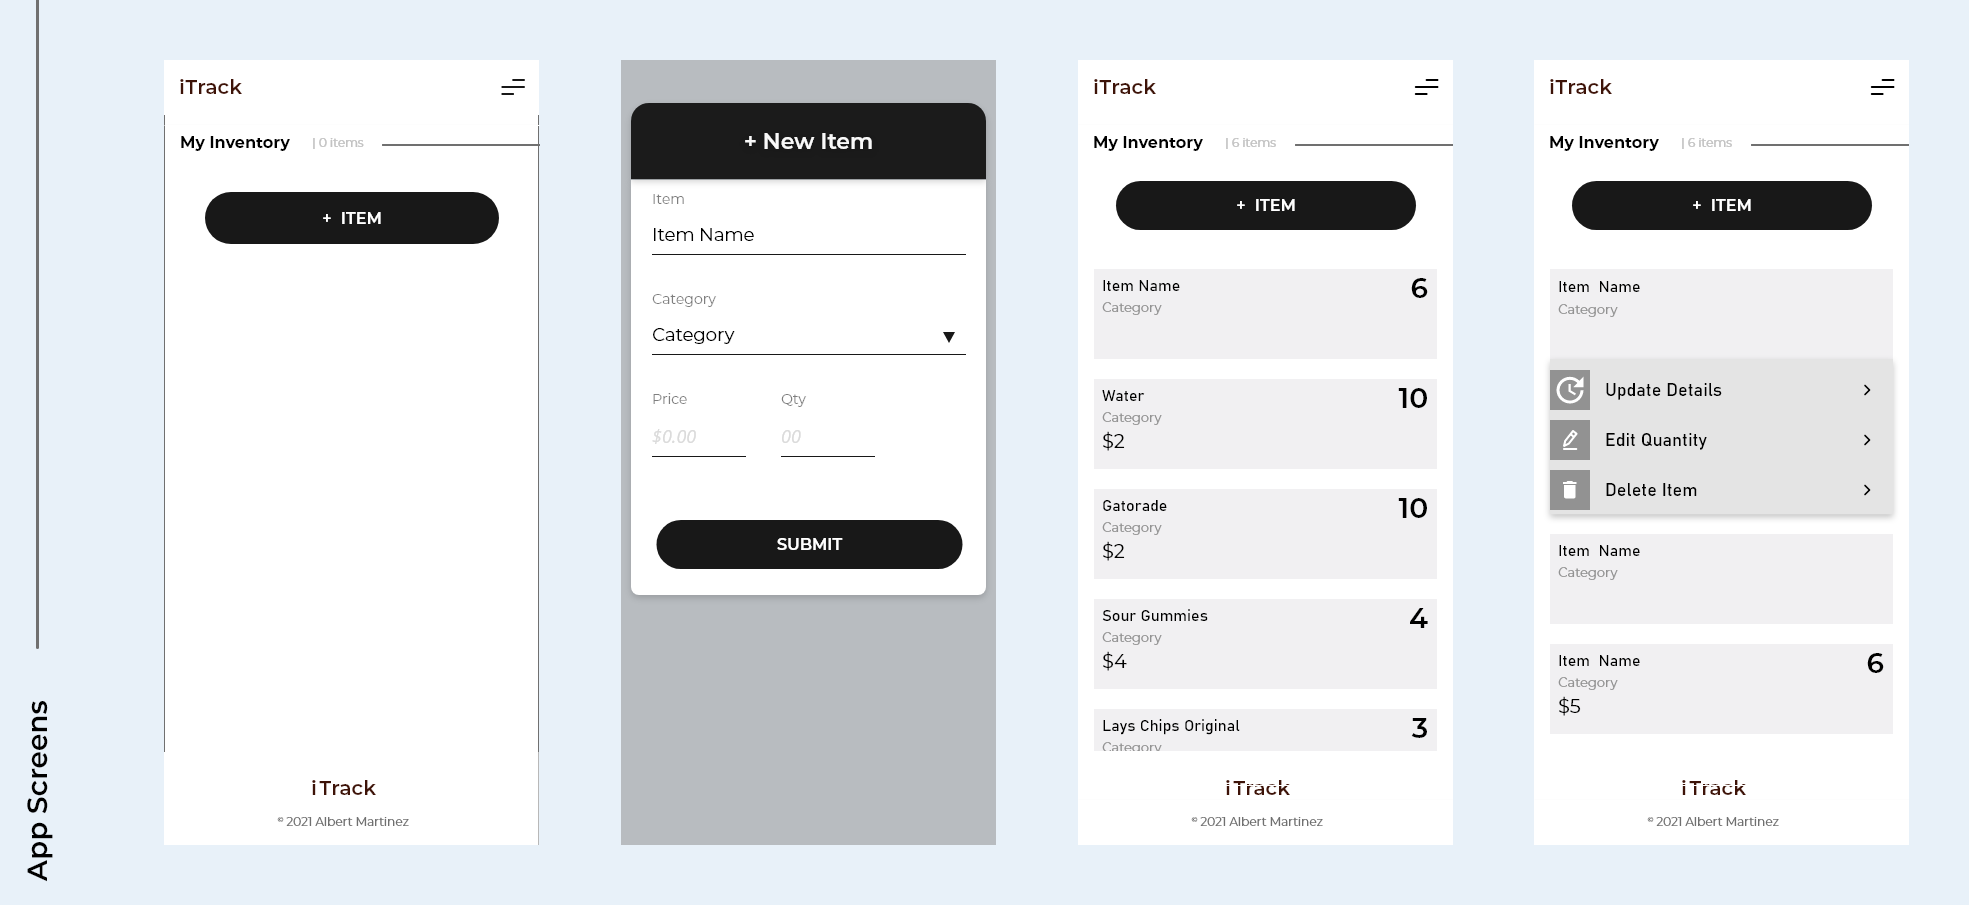 App Screens
iTrack
My Inventory | 0 items
+ ITEM
iTrack
© 2021 Albert Martinez
+ New Item
Item
Item Name
Category
Category
Price Qty
$0.00 00
SUBMIT
iTrack
My Inventory | 6 items
+ ITEM
Item Name 6
Category
Water 10
Category
$2
Gatorade 10
Category
$2
Sour Gummies 4
Category
$4
Lays Chips Original 3
Category
iTrack
© 2021 Albert Martinez
iTrack
My Inventory | 6 items
+ ITEM
Item Name
Category
Update Details
Edit Quantity
Delete Item
Item Name
Category
Item Name 6
Category
$5
iTrack
© 2021 Albert Martinez